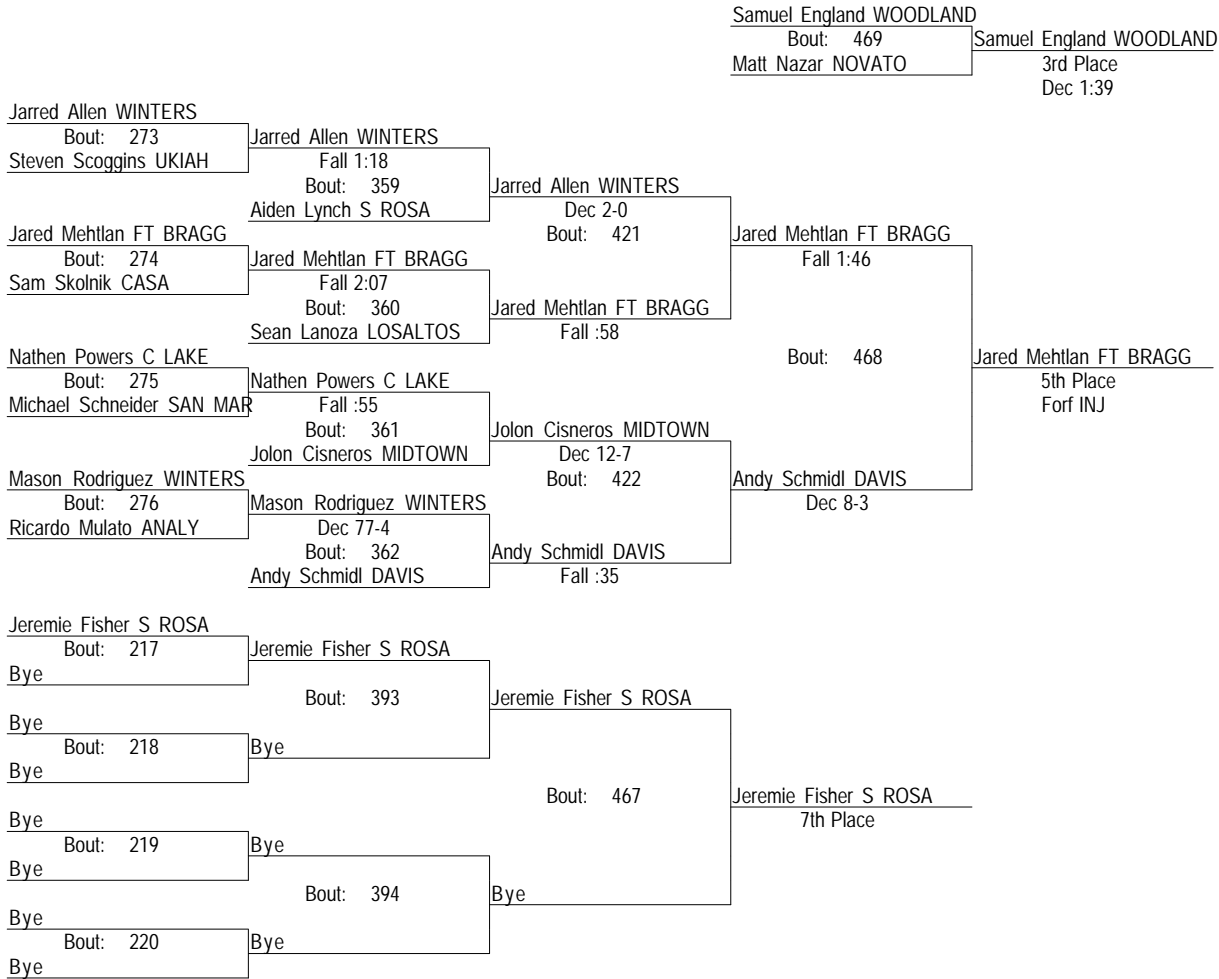 Samuel England WOODLAND
Bout: 469 Samuel England WOODLAND
Matt Nazar NOVATO 3rd Place
Dec 1:39
Jarred Allen WINTERS
Bout: 273 Jarred Allen WINTERS
Steven Scoggins UKIAH Fall 1:18
Bout: 359 Jarred Allen WINTERS
Aiden Lynch S ROSA Dec 2-0
Jared Mehtlan FT BRAGG Bout: 421 Jared Mehtlan FT BRAGG
Bout: 274 Jared Mehtlan FT BRAGG Fall 1:46
Sam Skolnik CASA Fall 2:07
Bout: 360 Jared Mehtlan FT BRAGG
Sean Lanoza LOSALTOS Fall :58
Nathen Powers C LAKE Bout: 468 Jared Mehtlan FT BRAGG
Bout: 275 Nathen Powers C LAKE 5th Place
Michael Schneider SAN MAR Fall :55 Forf INJ
Bout: 361 Jolon Cisneros MIDTOWN
Jolon Cisneros MIDTOWN Dec 12-7
Mason Rodriguez WINTERS Bout: 422 Andy Schmidl DAVIS
Bout: 276 Mason Rodriguez WINTERS Dec 8-3
Ricardo Mulato ANALY Dec 77-4
Bout: 362 Andy Schmidl DAVIS
Andy Schmidl DAVIS Fall :35
Jeremie Fisher S ROSA
Bout: 217 Jeremie Fisher S ROSA
Bye
Bout: 393 Jeremie Fisher S ROSA
Bye
Bout: 218 Bye
Bye
Bout: 467 Jeremie Fisher S ROSA
Bye 7th Place
Bout: 219 Bye
Bye
Bout: 394 Bye
Bye
Bout: 220 Bye
Bye